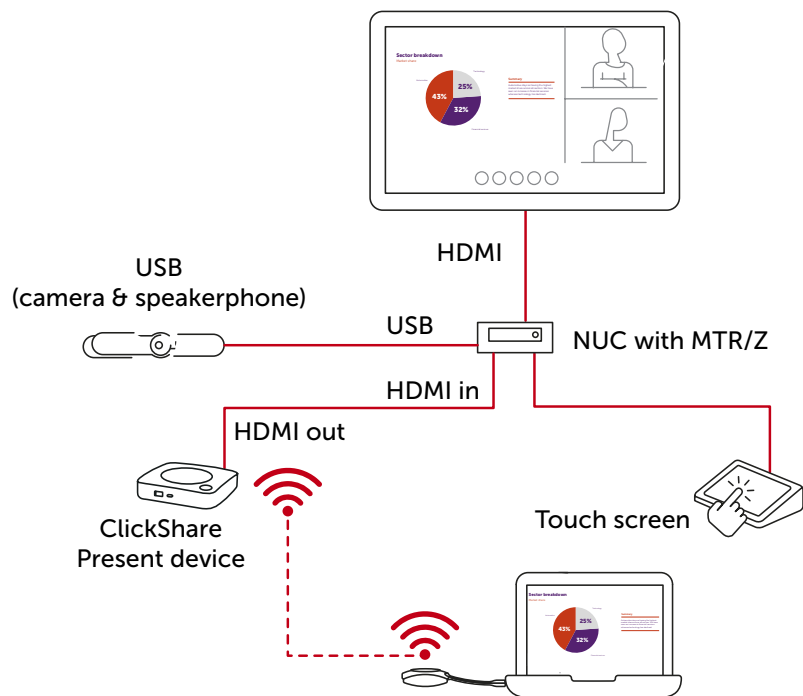 Sector breakdown
25%
43%
32%
Summary
HDMI
USB
(camera & speakerphone)
USB
NUC with MTR/Z
HDMI in
HDMI out
ClickShare
Present device
Touch screen
Sector breakdown
25%
43%
32%